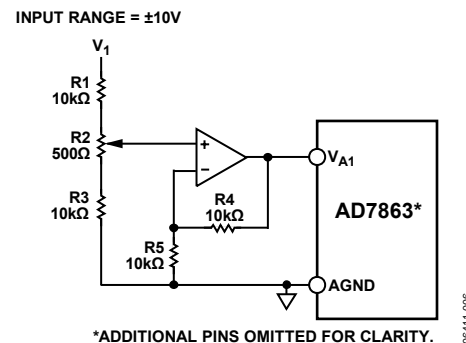 INPUT RANGE = ±10V
V1
R1
10kΩ
R2
500Ω
R3
10kΩ
+
–
R4
10kΩ
R5
10kΩ
VA1
AD7863*
AGND
*ADDITIONAL PINS OMITTED FOR CLARITY.